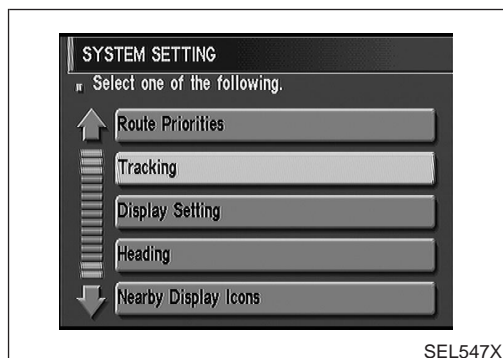 SYSTEM SETTING
Select one of the following.
Route Priorities
Tracking
Display Setting
Heading
Nearby Display Icons
SEL547X